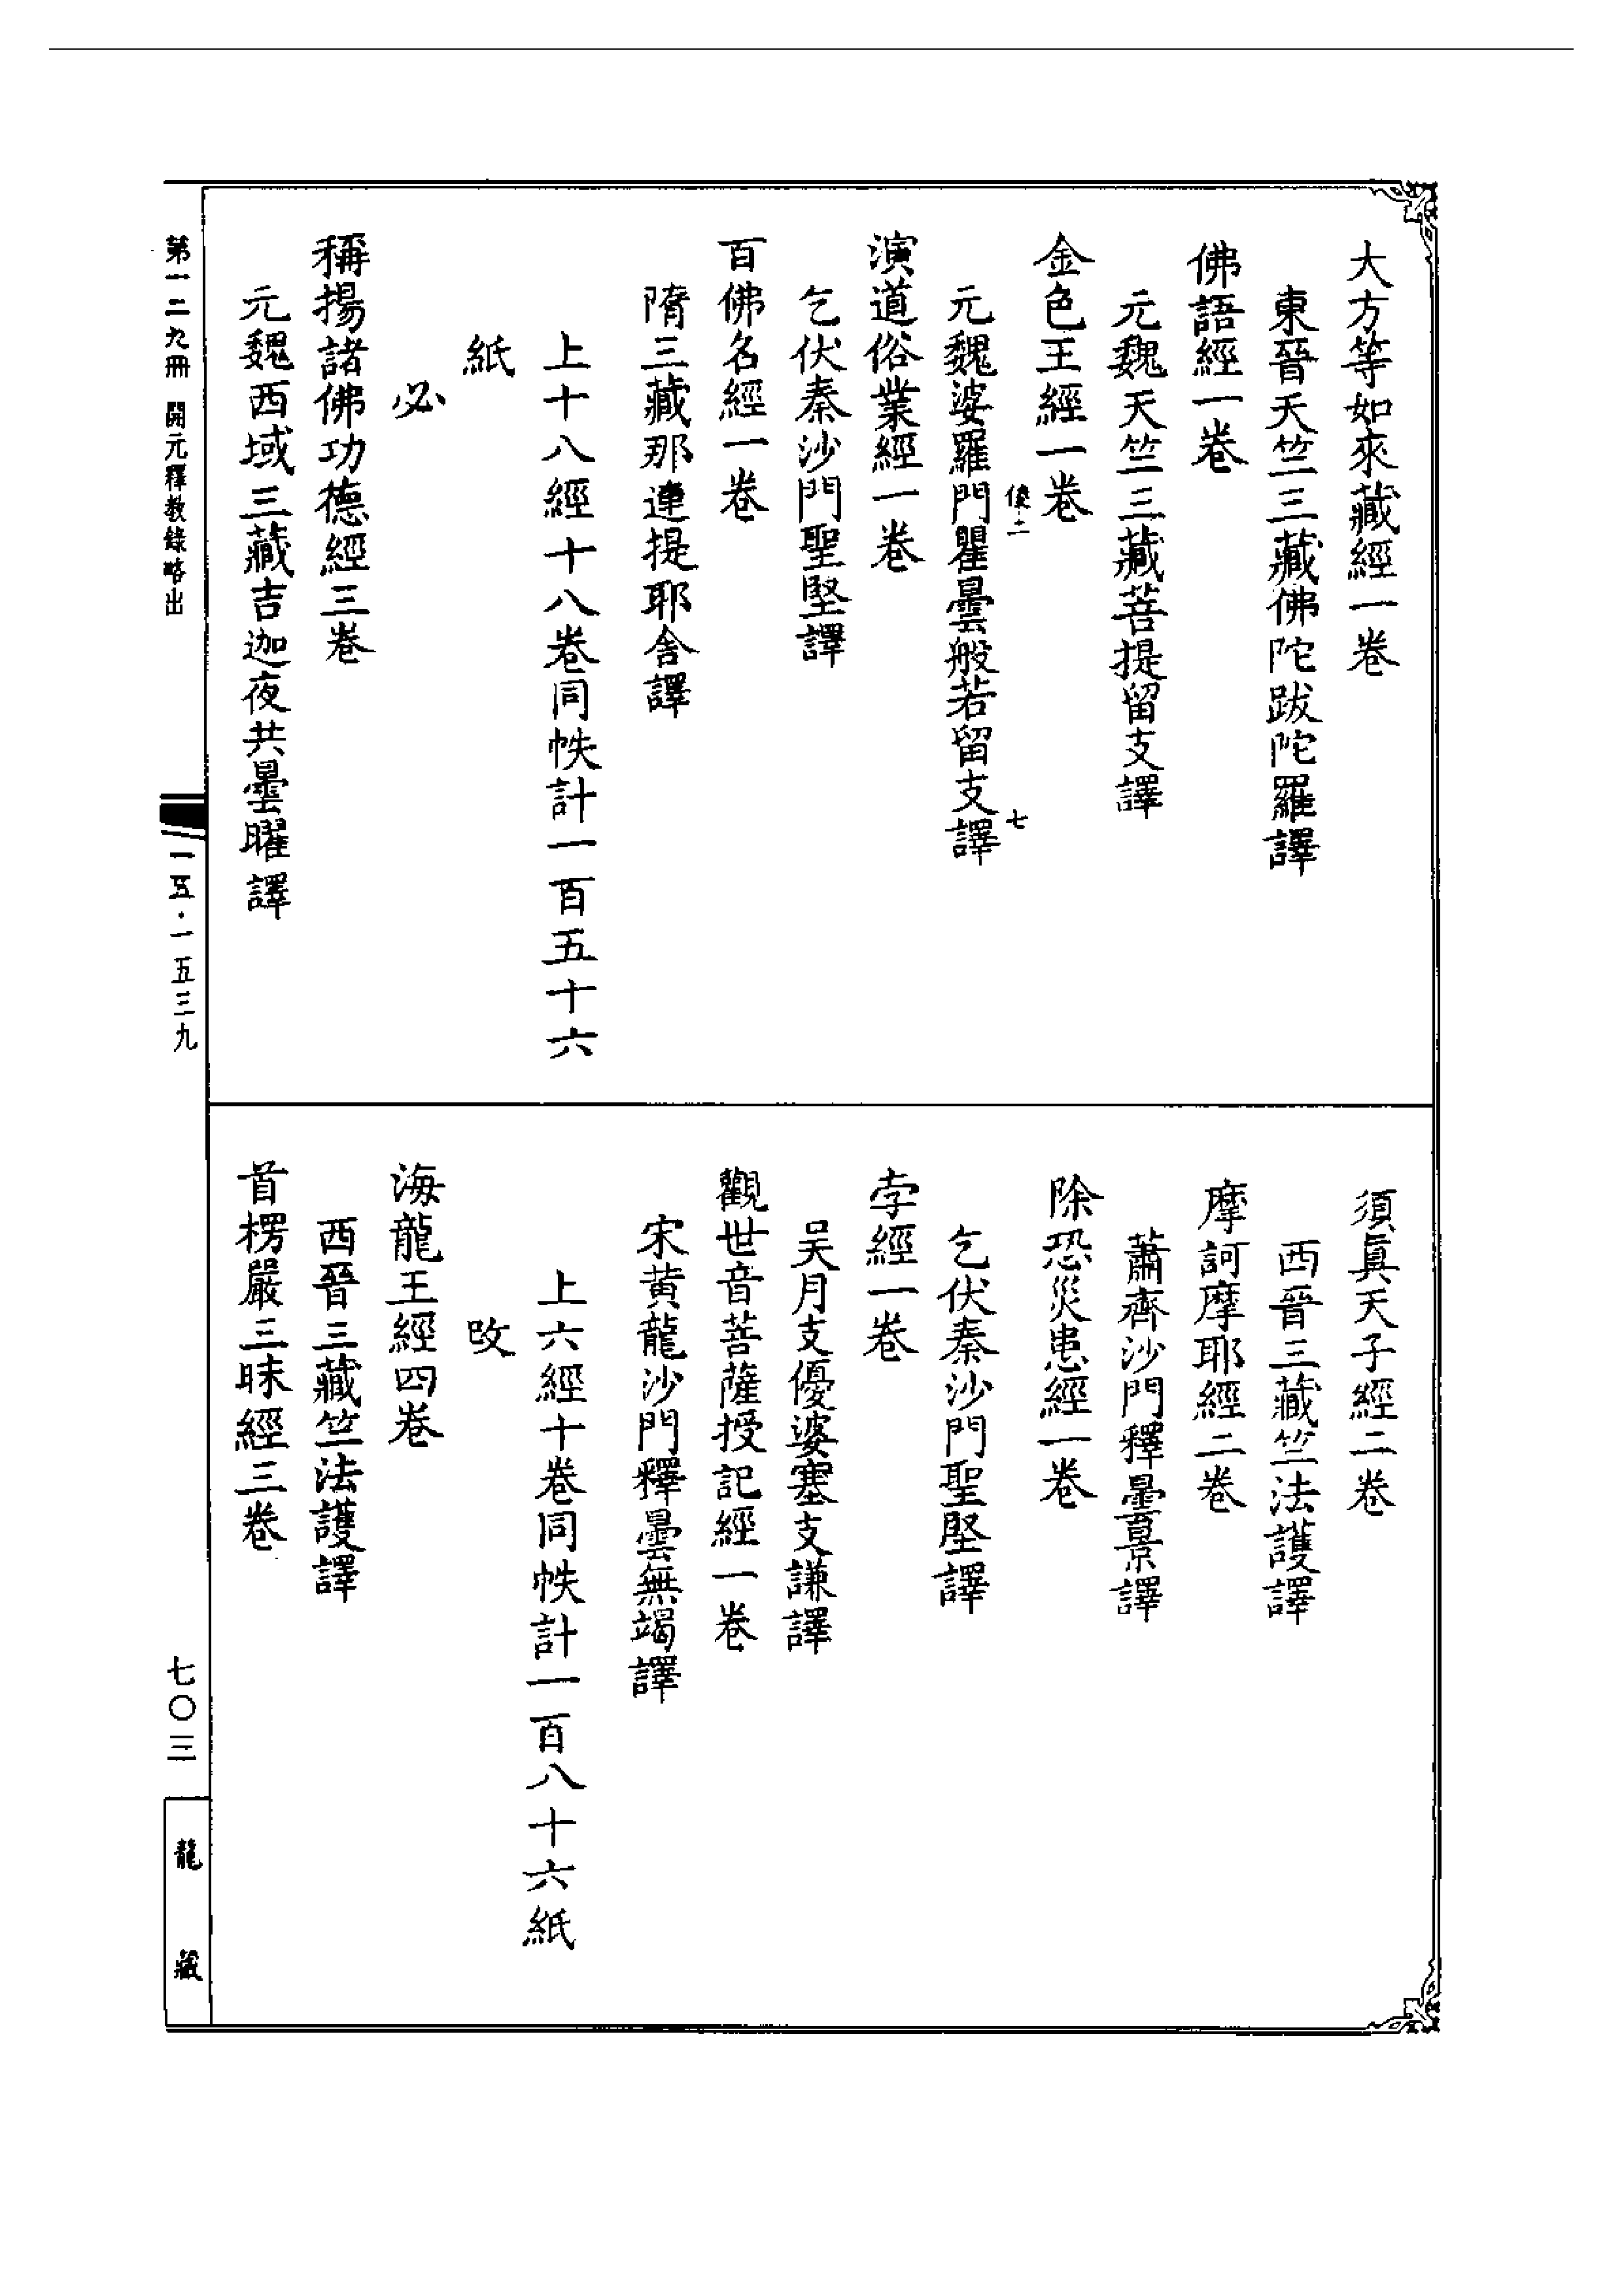 大方等如來藏經一卷
東晉天竺三藏佛陀跋陀羅譯
佛語經一卷
元魏天竺三藏菩提留支譯
金色王經一卷
七
元魏婆羅門瞿曇般若留支譯
演道俗業經一卷
乞伏秦沙門聖堅譯
百佛名經一卷
隋三藏那連提耶舍譯
上十八經十八卷同帙計一百五十六
紙
必
稱揚諸佛功德經三卷
元魏西域三藏吉迦夜共曇曜譯
須真天子經二卷
西晉三藏竺法護譯
摩訶摩耶經二卷
蕭齊沙門釋曇景譯
除恐災患經一卷
乞伏秦沙門聖堅譯
孛經一卷
吳月支優婆塞支謙譯
觀世音菩薩授記經一卷
宋黃龍沙門釋曇無竭譯
上六經十卷同帙計一百八十六紙
攺
海龍王經四卷
西晉三藏竺法護譯
首楞嚴三昧經三卷
第一二九冊 開元釋教錄略出
一五·一五三九
七〇三
龍藏